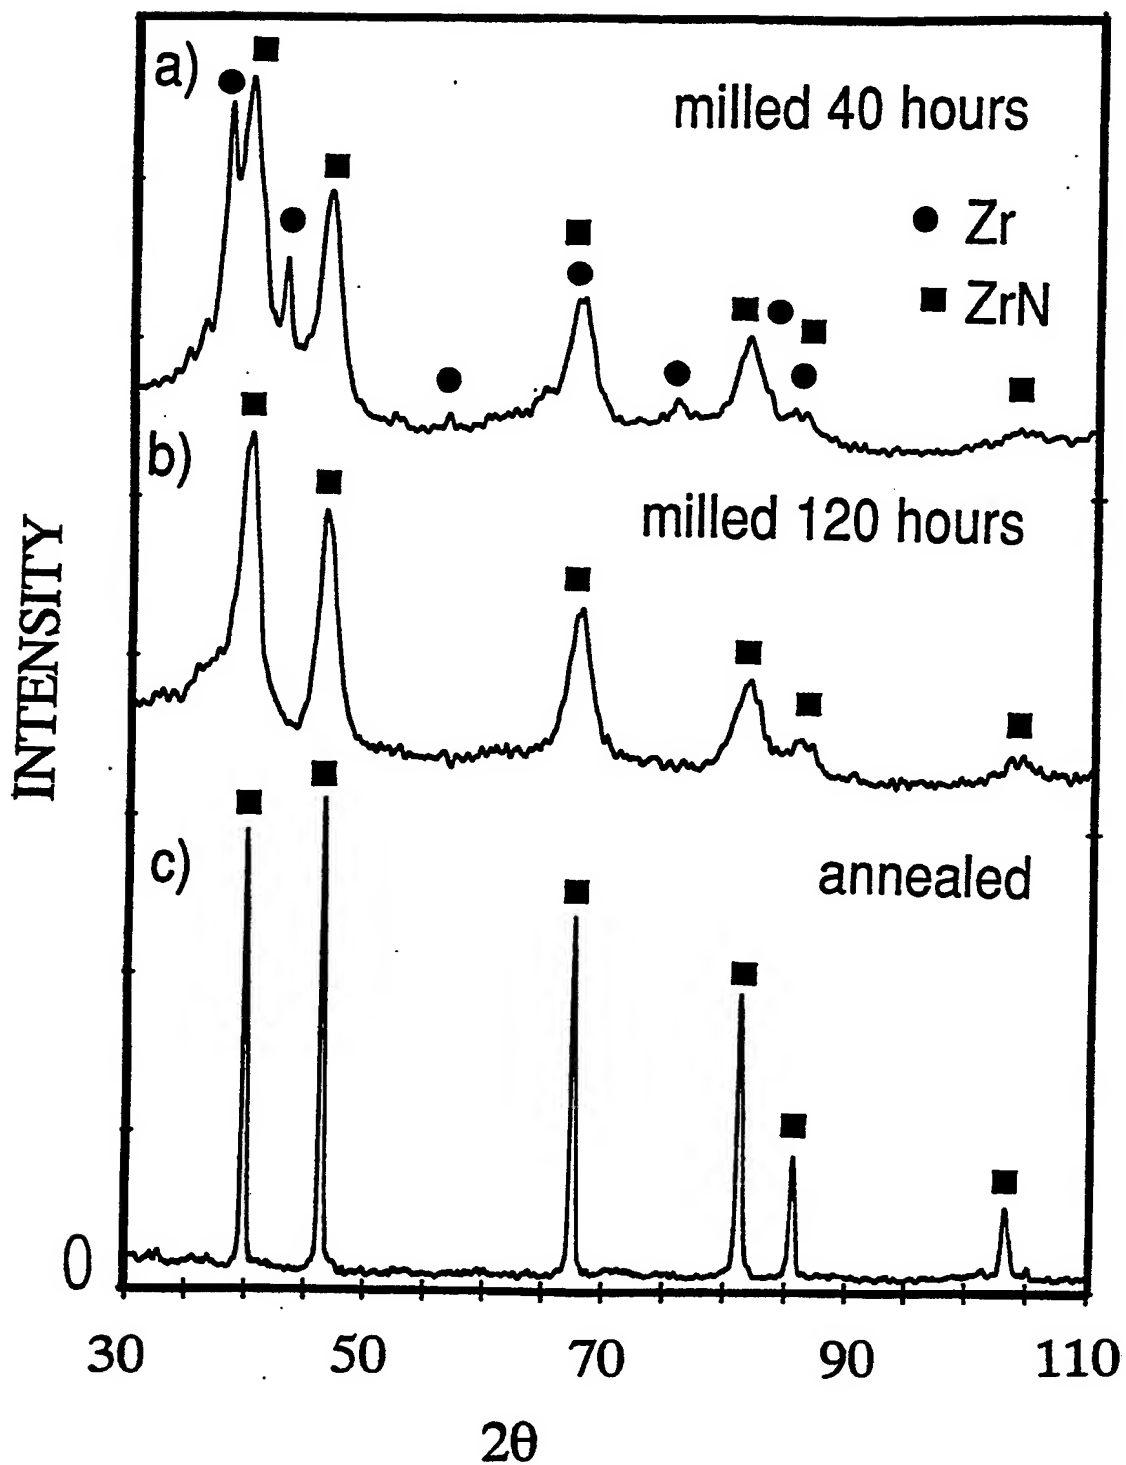 a)
milled 40 hours
Zr
ZrN
b)
milled 120 hours
INTENSITY
c)
annealed
0
30 50 70 90 110
2θ